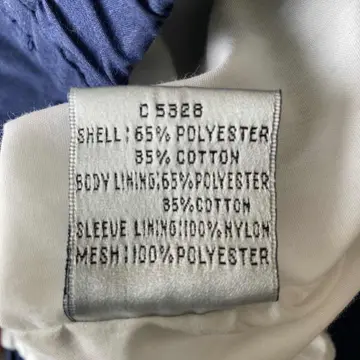 C 5328
SHELL: 65% POLYESTER
35% COTTON
BODY LINING: 65% POLYESTER
35% COTTON
SLEEVE LINING: 100% NYLON
MESH: 100% POLYESTER